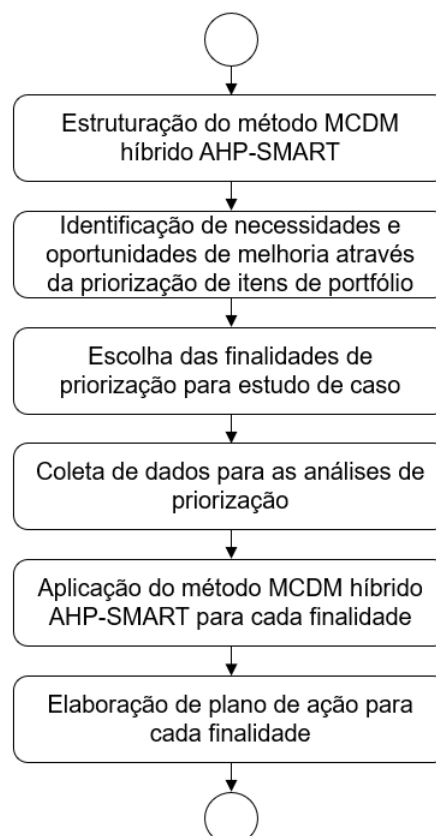 Estruturação do método MCDM
híbrido AHP-SMART
Identificação de necessidades e
oportunidades de melhoria através
da priorização de itens de portfólio
Escolha das finalidades de
priorização para estudo de caso
Coleta de dados para as análises de
priorização
Aplicação do método MCDM híbrido
AHP-SMART para cada finalidade
Elaboração de plano de ação para
cada finalidade